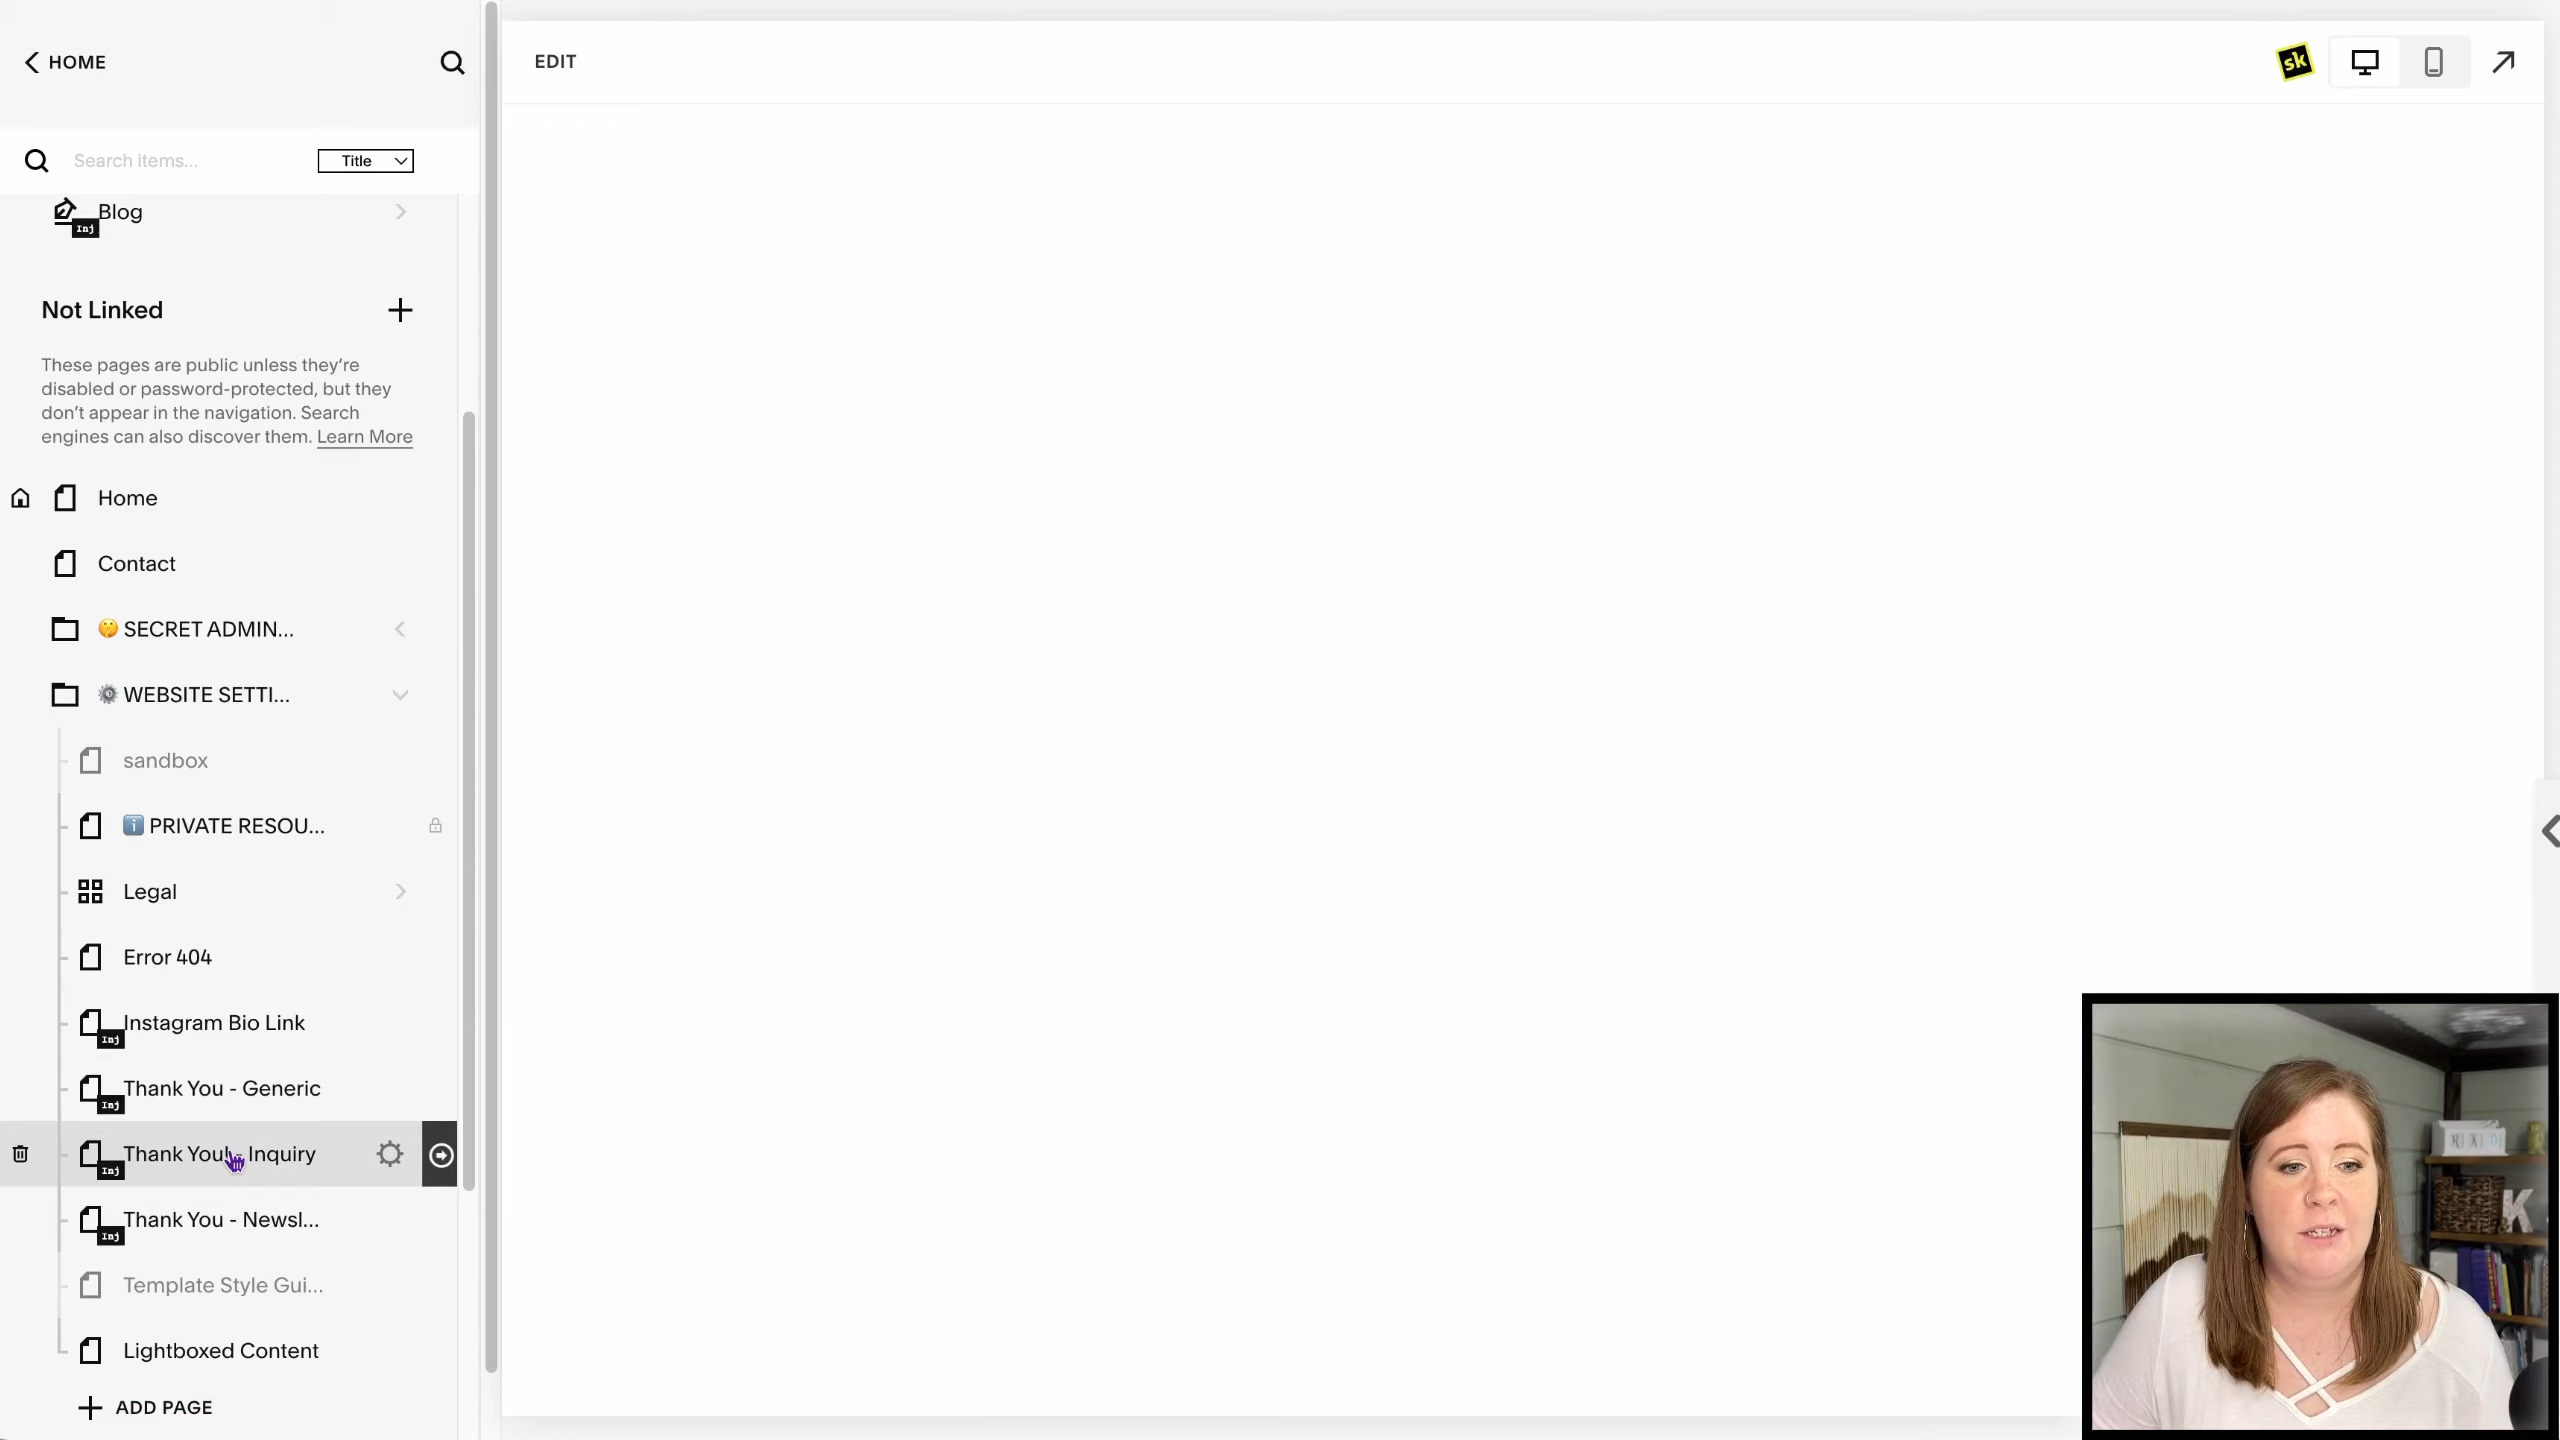 HOME
EDIT
sk
Search items...
Title
Blog
Inj
Not Linked
These pages are public unless they’re
disabled or password-protected, but they
don’t appear in the navigation. Search
engines can also discover them. Learn More
Home
Contact
SECRET ADMIN...
WEBSITE SETTI...
sandbox
PRIVATE RESOU...
Legal
Error 404
Instagram Bio Link
Inj
Thank You - Generic
Inj
Thank You - Inquiry
Inj
Thank You - Newsl...
Inj
Template Style Gui...
Lightboxed Content
ADD PAGE
K